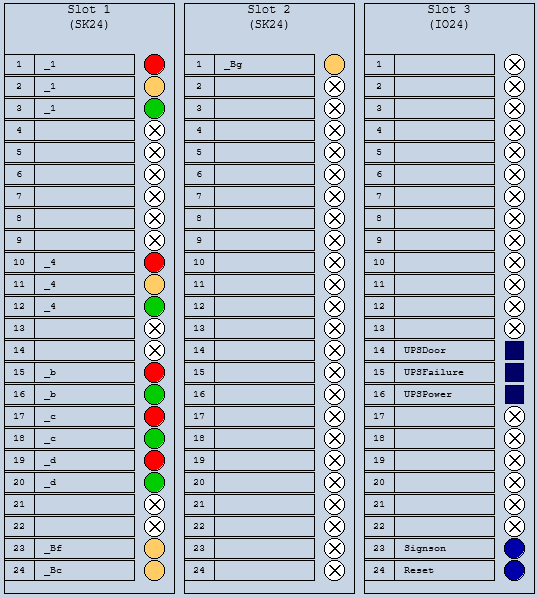 Slot 1
(SK24)
1 _1
2 _1
3 _1
4
5
6
7
8
9
10 _4
11 _4
12 _4
13
14
15 _b
16 _b
17 _c
18 _c
19 _d
20 _d
21
22
23 _Bf
24 _Bc
Slot 2
(SK24)
1 _Bg
2
3
4
5
6
7
8
9
10
11
12
13
14
15
16
17
18
19
20
21
22
23
24
Slot 3
(IO24)
1
2
3
4
5
6
7
8
9
10
11
12
13
14 UPSDoor
15 UPSFailure
16 UPSPower
17
18
19
20
21
22
23 Signson
24 Reset